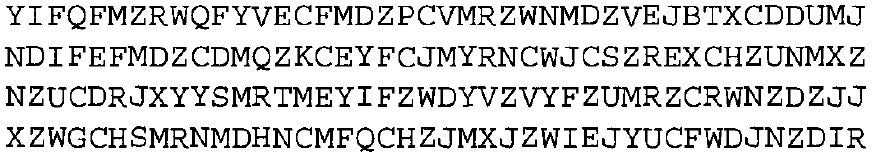 YIFQFMZRWQFYVECFMDZPCVMRZWNMDZVEJBTXCDDUMJ
NDIFEFMDZCDMQZKCEYFCJMYRNCWJCSZREXCHZUNMXZ
NZUCDRJXYYSMRTMEYIFZWDYVZVYFZUMRZCRWNZDZJJ
XZWGCHSMRNMDHNCMFQCHZJMXJZWIEJYUCFWDJNZDIR